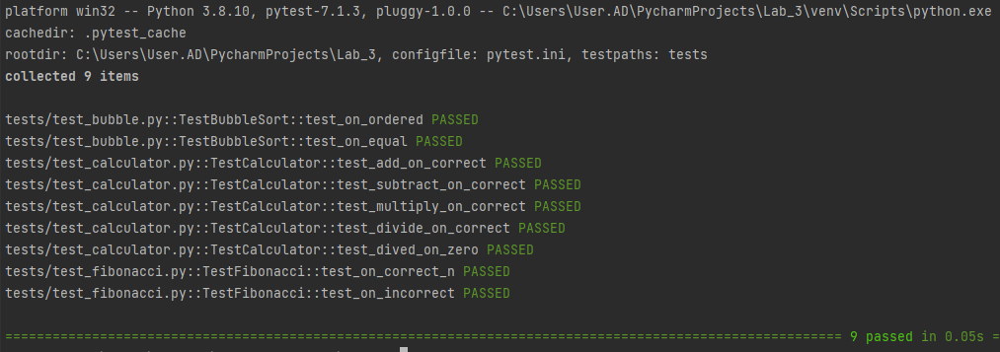 platform win32 -- Python 3.8.10, pytest-7.1.3, pluggy-1.0.0 -- C:\Users\User.AD\PycharmProjects\Lab_3\venv\Scripts\python.exe
cachedir: .pytest_cache
rootdir: C:\Users\User.AD\PycharmProjects\Lab_3, configfile: pytest.ini, testpaths: tests
collected 9 items
tests/test_bubble.py::TestBubbleSort::test_on_ordered PASSED
tests/test_bubble.py::TestBubbleSort::test_on_equal PASSED
tests/test_calculator.py::TestCalculator::test_add_on_correct PASSED
tests/test_calculator.py::TestCalculator::test_subtract_on_correct PASSED
tests/test_calculator.py::TestCalculator::test_multiply_on_correct PASSED
tests/test_calculator.py::TestCalculator::test_divide_on_correct PASSED
tests/test_calculator.py::TestCalculator::test_dived_on_zero PASSED
tests/test_fibonacci.py::TestFibonacci::test_on_correct_n PASSED
tests/test_fibonacci.py::TestFibonacci::test_on_incorrect PASSED
========================================================================================================== 9 passed in 0.05s =